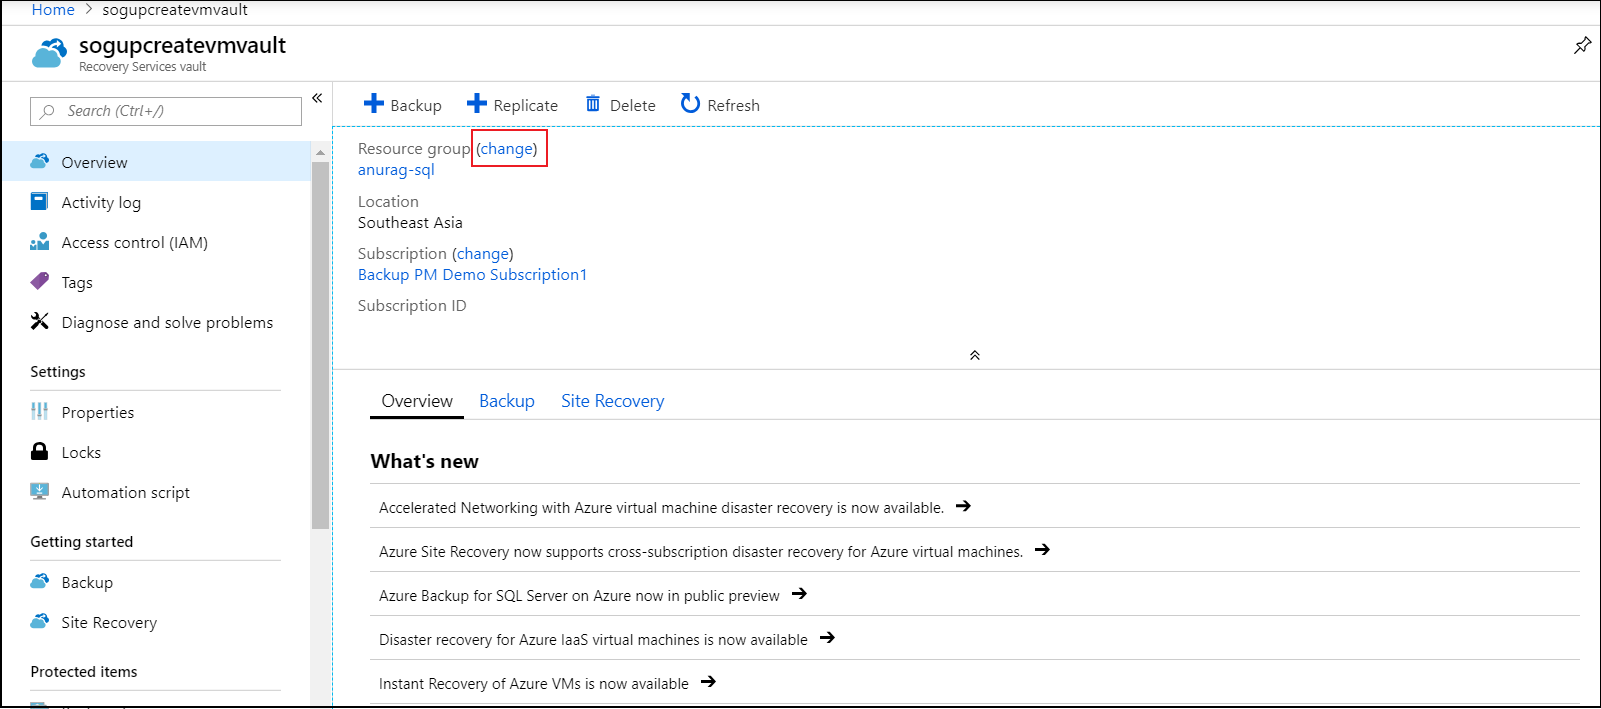 Home > sogupcreatevmvault
sogupcreatevmvault
Recovery Services vault
Search (Ctrl+/)
«
Overview
Activity log
Access control (IAM)
Tags
Diagnose and solve problems
Settings
Properties
Locks
Automation script
Getting started
Backup
Site Recovery
Protected items
Backup Replicate Delete Refresh
Resource group (change)
anurag-sql
Location
Southeast Asia
Subscription (change)
Backup PM Demo Subscription1
Subscription ID
Overview Backup Site Recovery
What's new
Accelerated Networking with Azure virtual machine disaster recovery is now available. →
Azure Site Recovery now supports cross-subscription disaster recovery for Azure virtual machines. →
Azure Backup for SQL Server on Azure now in public preview →
Disaster recovery for Azure IaaS virtual machines is now available →
Instant Recovery of Azure VMs is now available →